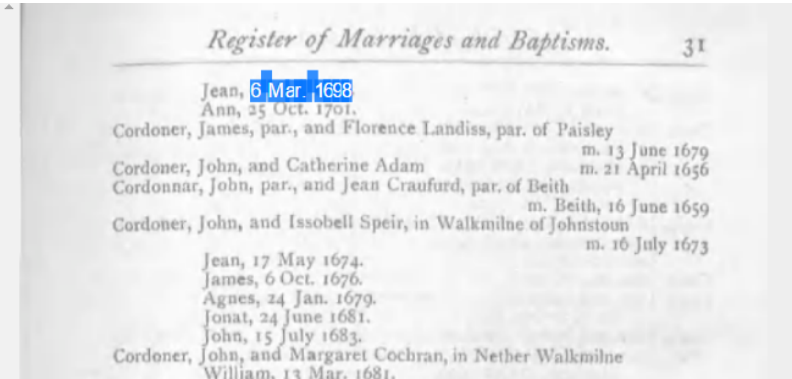 Register of Marriages and Baptisms. 31
Jean, 6 Mar. 1698
Ann, 25 Oct. 1701.
Cordoner, James, par., and Florence Landiss, par. of Paisley
m. 13 June 1679
Cordoner, John, and Catherine Adam m. 21 April 1656
Cordonnar, John, par., and Jean Craufurd, par. of Beith
m. Beith, 16 June 1659
Cordoner, John, and Issobell Speir, in Walkmilne of Johnstoun
m. 16 July 1673
Jean, 17 May 1674.
James, 6 Oct. 1676.
Agnes, 24 Jan. 1679.
Jonat, 24 June 1681.
John, 15 July 1683.
Cordoner, John, and Margaret Cochran, in Nether Walkmilne
William, 13 Mar. 1681.